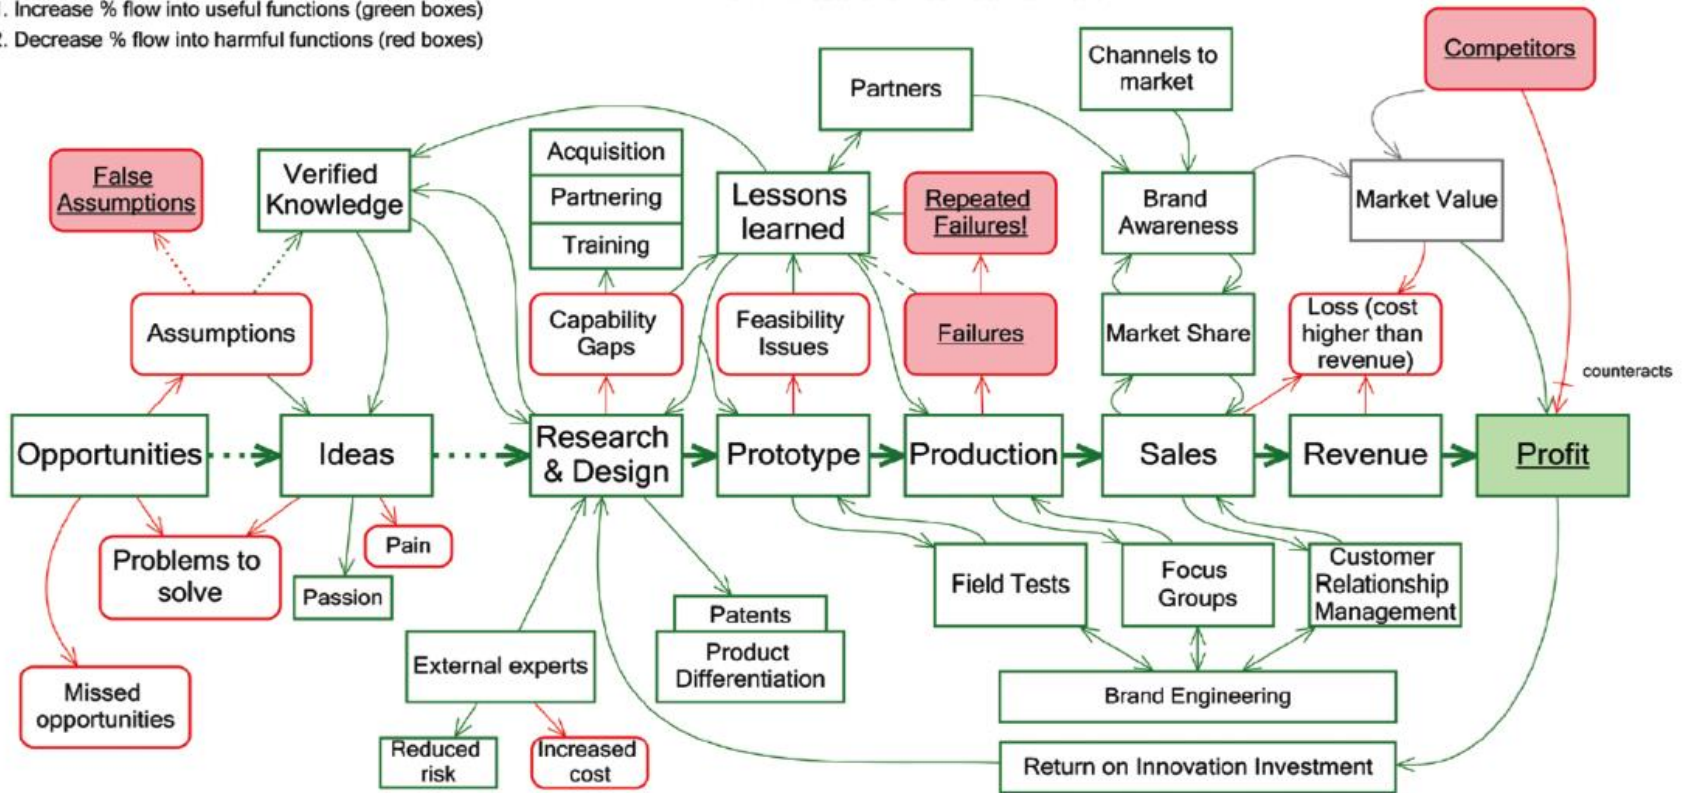 1. Increase % flow into useful functions (green boxes)
2. Decrease % flow into harmful functions (red boxes)
Competitors
Channels to
market
Partners
Acquisition
Partnering
Training
False
Assumptions
Verified
Knowledge
Lessons
learned
Repeated
Failures!
Brand
Awareness
Market Value
Assumptions
Capability
Gaps
Feasibility
Issues
Failures
Market Share
Loss (cost
higher than
revenue)
counteracts
Opportunities
Ideas
Research
& Design
Prototype
Production
Sales
Revenue
Profit
Problems to
solve
Pain
Passion
Field Tests
Focus
Groups
Customer
Relationship
Management
Patents
Product
Differentiation
External experts
Missed
opportunities
Brand Engineering
Reduced
risk
Increased
cost
Return on Innovation Investment